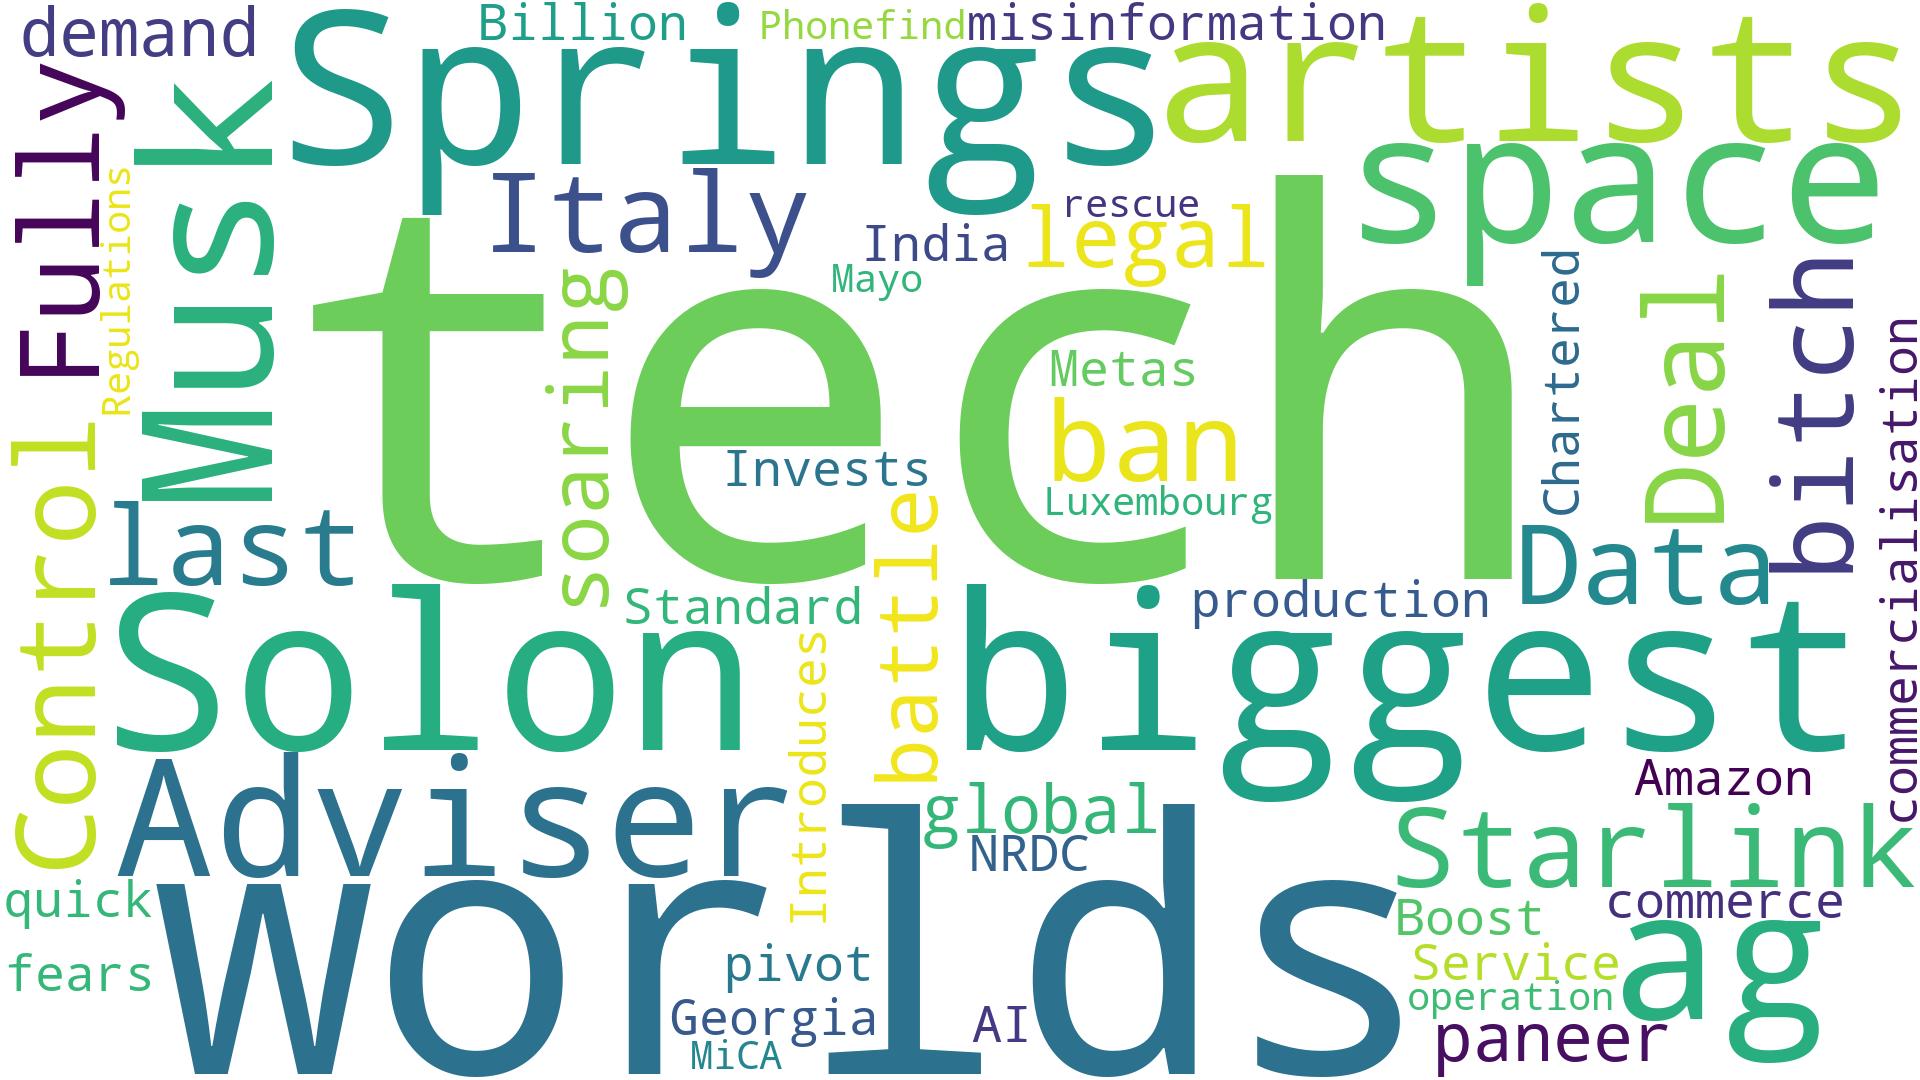 demand
Springs
Billion
Phonefind
misinformation
artists
Fully
Musk
Regulations
Italy
India
rescue
legal
Mayo
space
tech
soaring
Metas
ban
Invests
Luxembourg
Chartered
Deal
bitch
commercialisation
Control
last
Solon
Standard
battle
production
Data
biggest
Introduces
Adviser
global
NRDC
Amazon
Starlink
quick
fears
Worlds
pivot
Georgia
MiCA
AI
Boost
commerce
Service
operation
ag
paneer